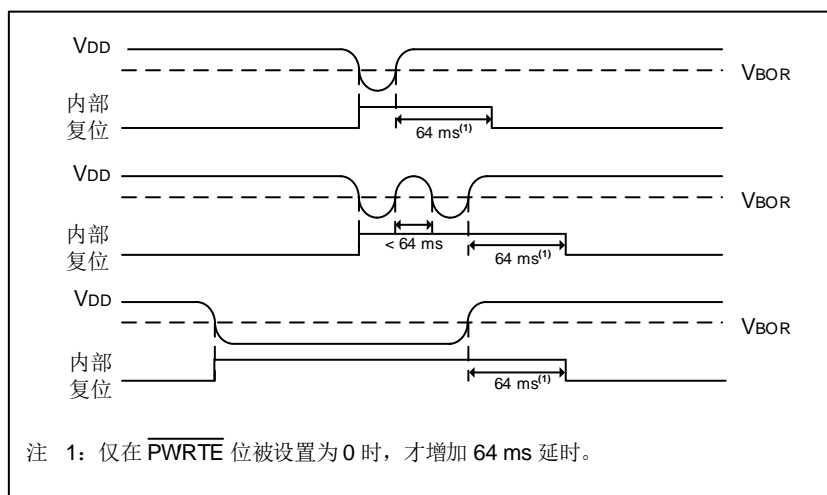 VDD
VBOR
内部
复位
64 ms(1)
VDD
VBOR
内部
复位
< 64 ms
64 ms(1)
VDD
VBOR
内部
复位
64 ms(1)
注 1：仅在 PWRTE 位被设置为 0 时，才增加 64 ms 延时。